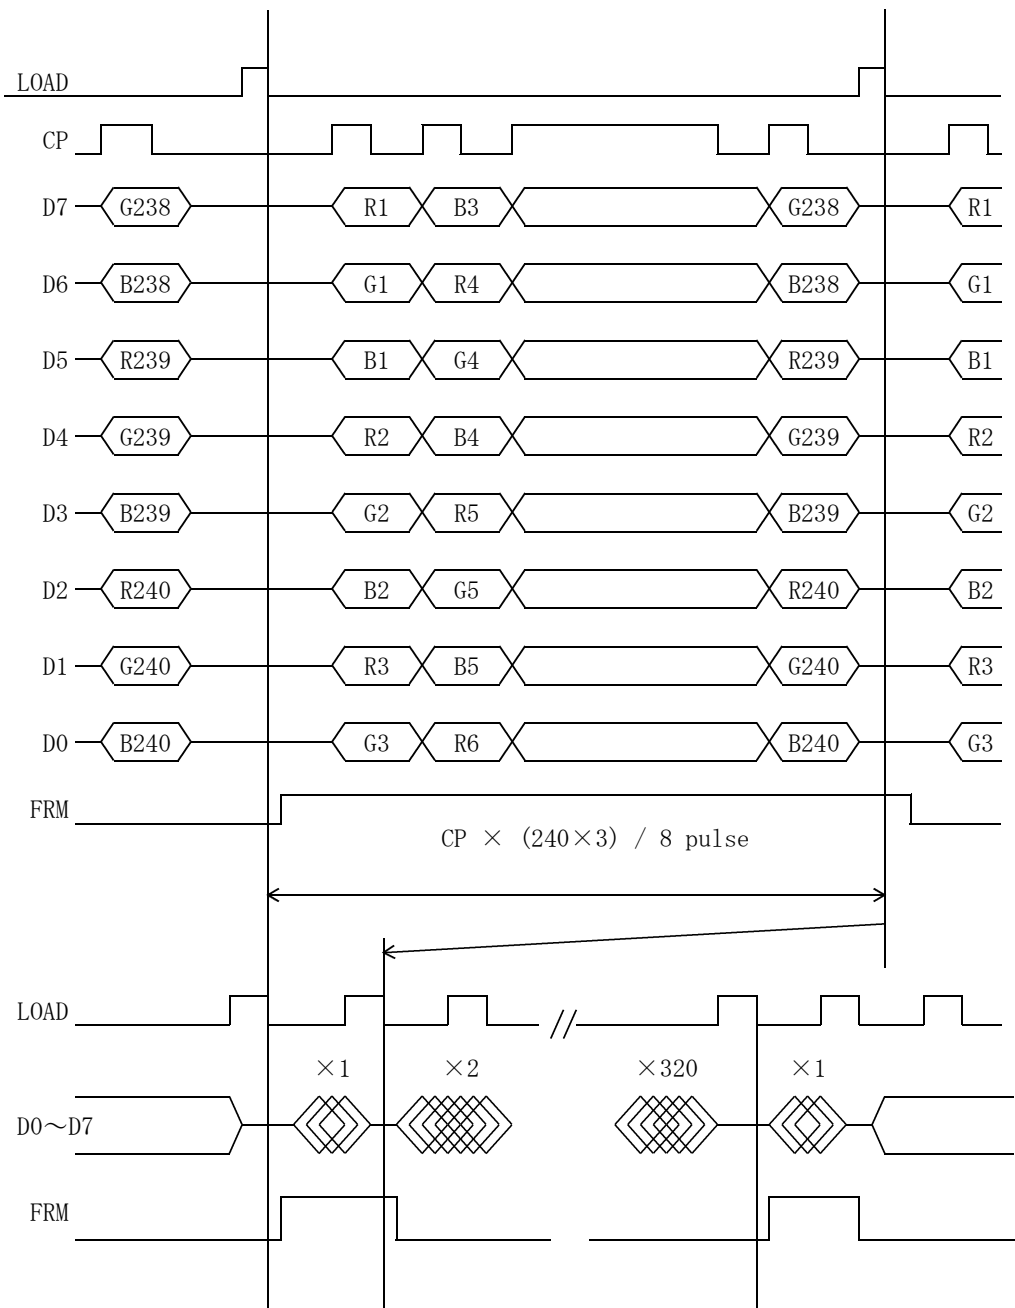 LOAD
CP
D7 G238 R1 B3 G238 R1
D6 B238 G1 R4 B238 G1
D5 R239 B1 G4 R239 B1
D4 G239 R2 B4 G239 R2
D3 B239 G2 R5 B239 G2
D2 R240 B2 G5 R240 B2
D1 G240 R3 B5 G240 R3
D0 B240 G3 R6 B240 G3
FRM
CP × (240×3) / 8 pulse
LOAD
×1 ×2 ×320 ×1
D0～D7
FRM